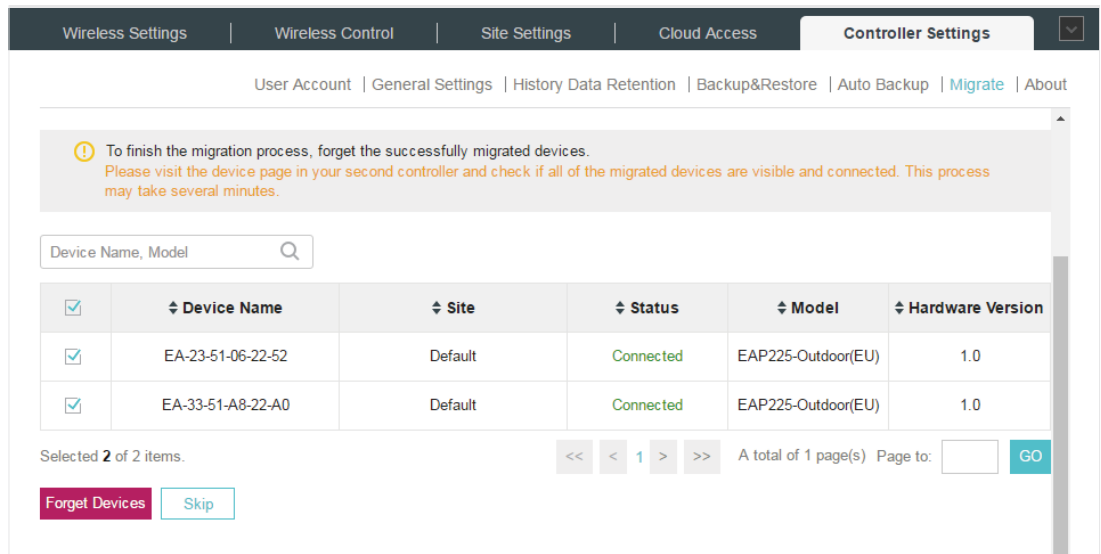 Wireless Settings | Wireless Control | Site Settings | Cloud Access Controller Settings
User Account | General Settings | History Data Retention | Backup&Restore | Auto Backup | Migrate | About
To finish the migration process, forget the successfully migrated devices.
Please visit the device page in your second controller and check if all of the migrated devices are visible and connected. This process
may take several minutes.
Device Name, Model
Device Name Site Status Model Hardware Version
EA-23-51-06-22-52 Default Connected EAP225-Outdoor(EU) 1.0
EA-33-51-A8-22-A0 Default Connected EAP225-Outdoor(EU) 1.0
Selected 2 of 2 items. << < 1 > >> A total of 1 page(s) Page to: GO
Forget Devices Skip